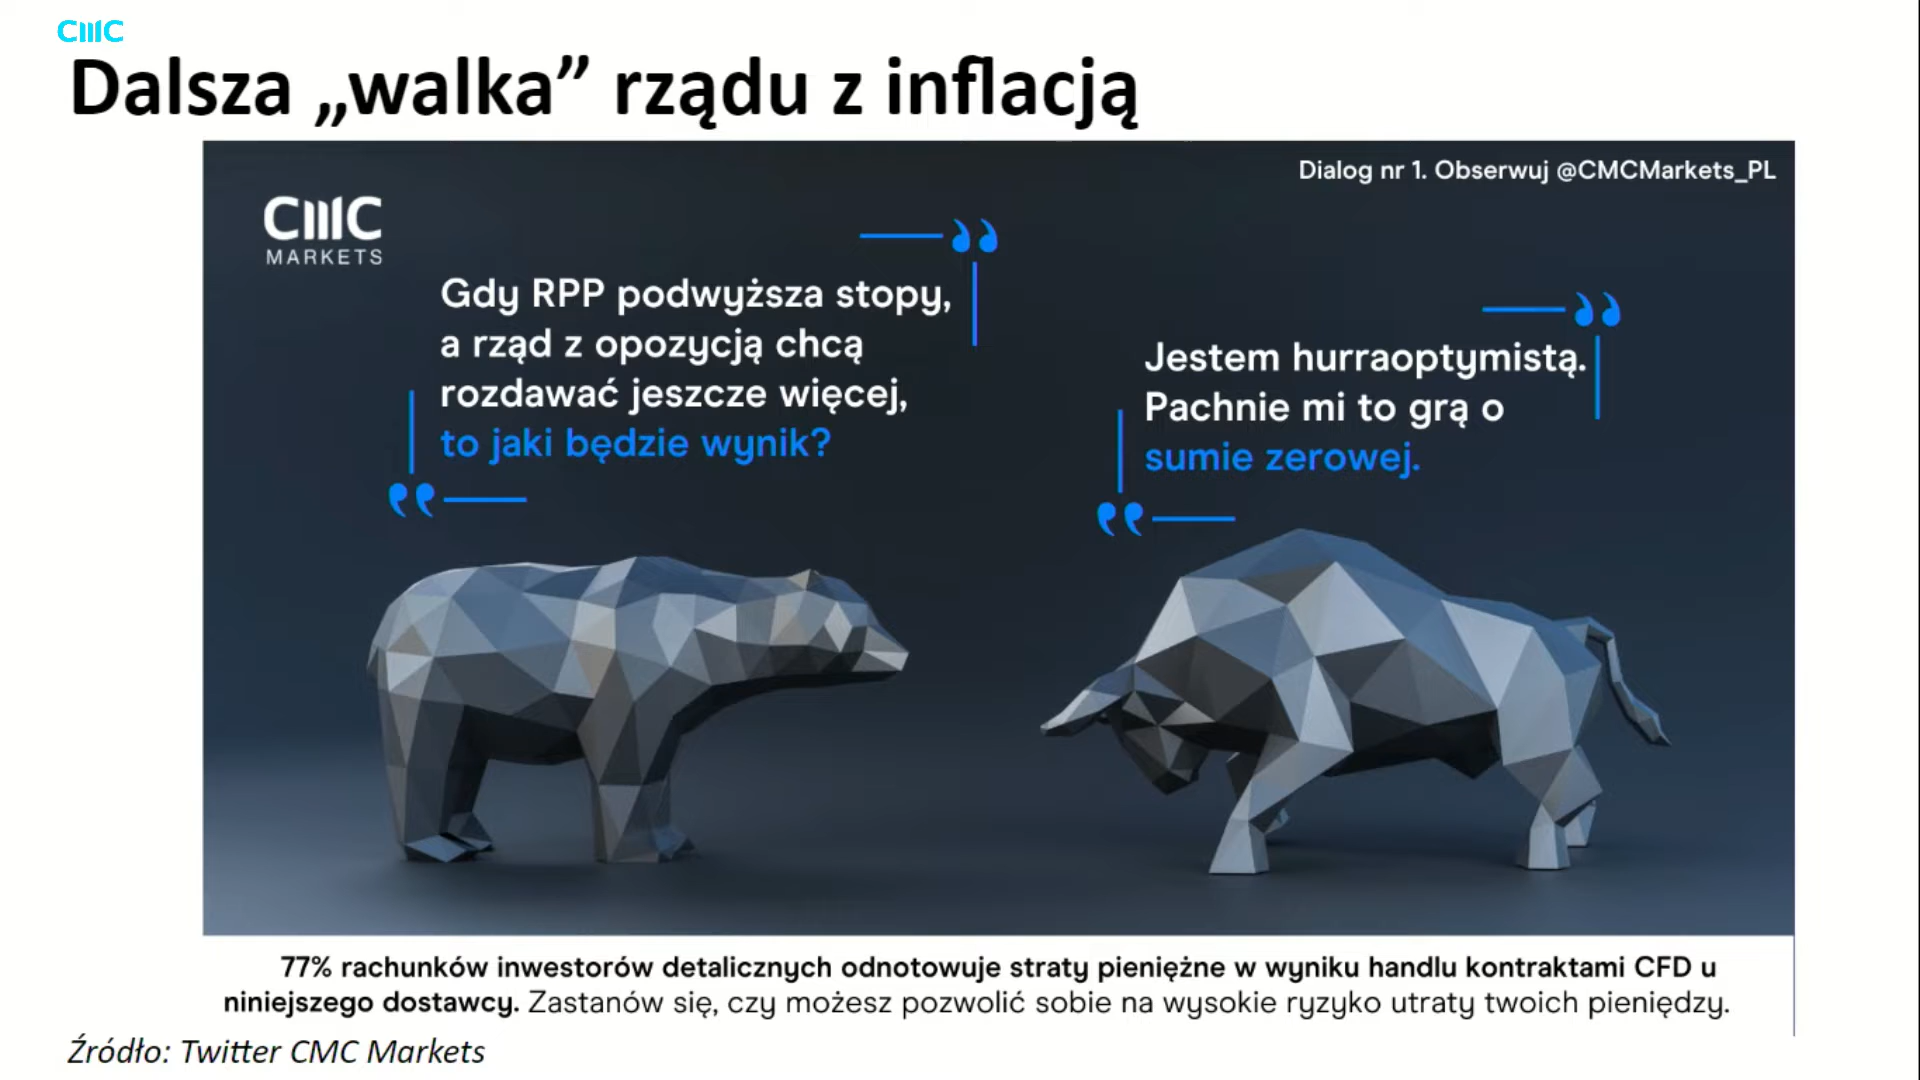 CMC
Dalsza „walka” rządu z inflacją
Dialog nr 1. Obserwuj @CMCMarkets_PL
CMC
MARKETS
Gdy RPP podwyższa stopy,
a rząd z opozycją chcą
rozdawać jeszcze więcej,
to jaki będzie wynik?
Jestem hurraoptymistą.
Pachnie mi to grą o
sumie zerowej.
77% rachunków inwestorów detalicznych odnotowuje straty pieniężne w wyniku handlu kontraktami CFD u
niniejszego dostawcy. Zastanów się, czy możesz pozwolić sobie na wysokie ryzyko utraty twoich pieniędzy.
Źródło: Twitter CMC Markets